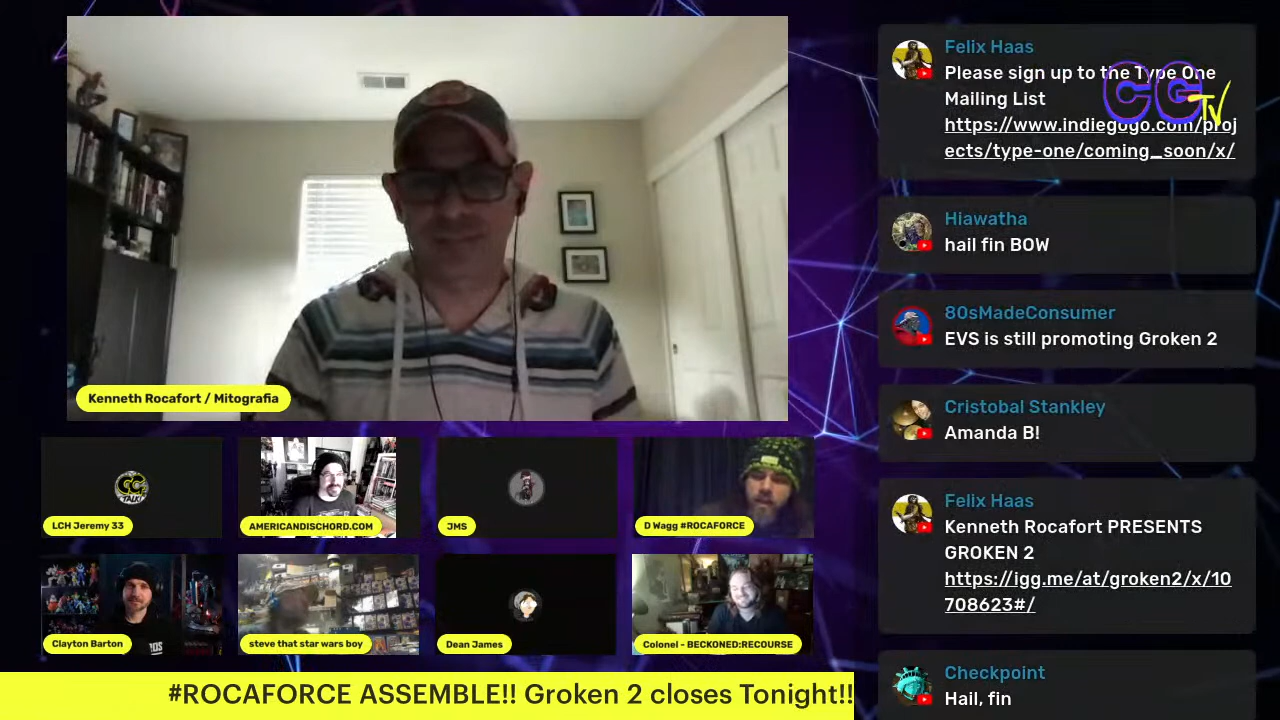 Kenneth Rocafort / Mitografia
LCH Jeremy 33
AMERICANDISCHORD.COM
JMS
D Wagg #ROCAFORCE
Clayton Barton
steve that star wars boy
Dean James
Colonel - BECKONED:RECOURSE
#ROCAFORCE ASSEMBLE!! Groken 2 closes Tonight!!
Felix Haas
Please sign up to the Type One
Mailing List
https://www.indiegogo.com/proj
ects/type-one/coming_soon/x/
CG TV
Hiawatha
hail fin BOW
80sMadeConsumer
EVS is still promoting Groken 2
Cristobal Stankley
Amanda B!
Felix Haas
Kenneth Rocafort PRESENTS
GROKEN 2
https://igg.me/at/groken2/x/10
708623#/
Checkpoint
Hail, fin